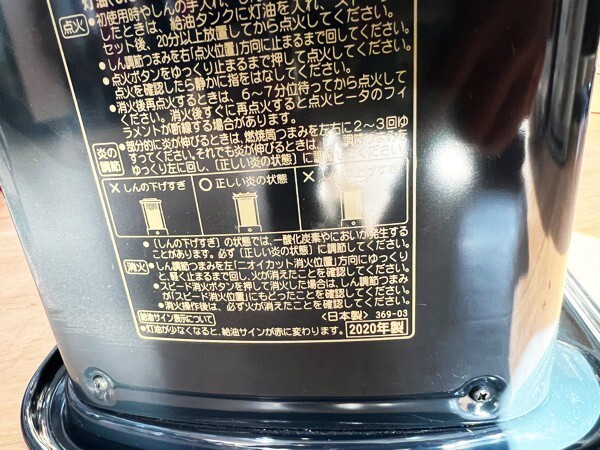 点火
初使用時やしんの手入れ、
したときは、給油タンクに灯油を入れ、
セット後、20分以上放置してから点火してください。
●しん調節つまみを右〔点火位置〕方向に止まるまで回してください。
●点火ボタンをゆっくり止まるまで押して点火し、
点火を確認したら静かに指をはなしてください。
●消火後再点火するときは、6〜7分位待ってから点火して
ください。消火後すぐに再点火すると点火ヒータのフィ
ラメントが断線する場合があります。
炎の調節
●部分的に炎が伸びるときは、燃焼筒つまみを左右に2〜3回ゆ
すってください。それでも炎が伸びるときは、
ゆっくり左に回し、〔正しい炎の状態〕に
×しんの下げすぎ
○正しい炎の状態
×しんの上げすぎ
●〔しんの下げすぎ〕の状態では、一酸化炭素やにおいが発生する
ことがあります。必ず〔正しい炎の状態〕に調節してください。
消火
●しん調節つまみを左〔ニオイカット消火位置〕方向にゆっくり
と軽く止まるまで回し、火が消えたことを確認してください。
●スピード消火ボタンを押して消火した場合は、しん調節つまみ
が〔スピード消火位置〕にもどったことを確認してください。
●消火操作後は、必ず火が消えたことを確認してください。
給油サイン表示について
〈日本製〉 369-03
●灯油が少なくなると、給油サインが赤に変わります。
2020年製